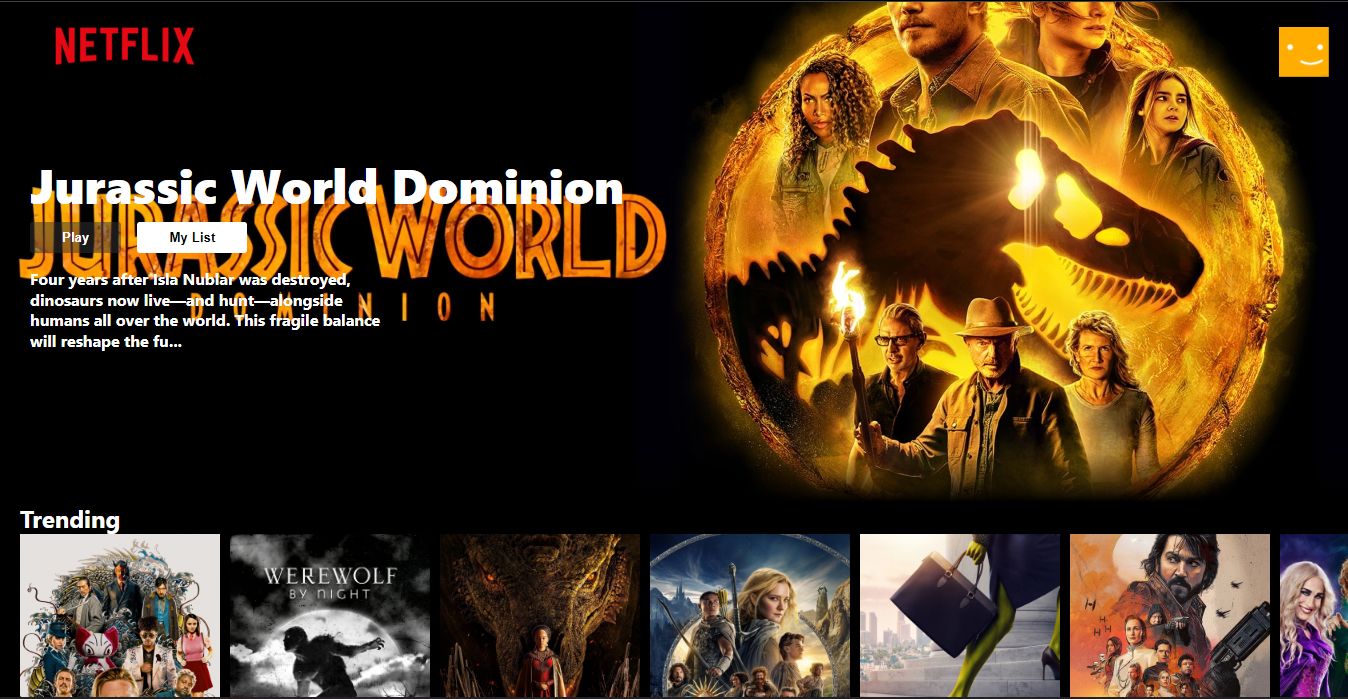 NETFLIX
Jurassic World Dominion
JURASSIC WORLD
DOMINION
Play
My List
Four years after Isla Nublar was destroyed,
dinosaurs now live—and hunt—alongside
humans all over the world. This fragile balance
will reshape the fu...
Trending
WEREWOLF
BY NIGHT